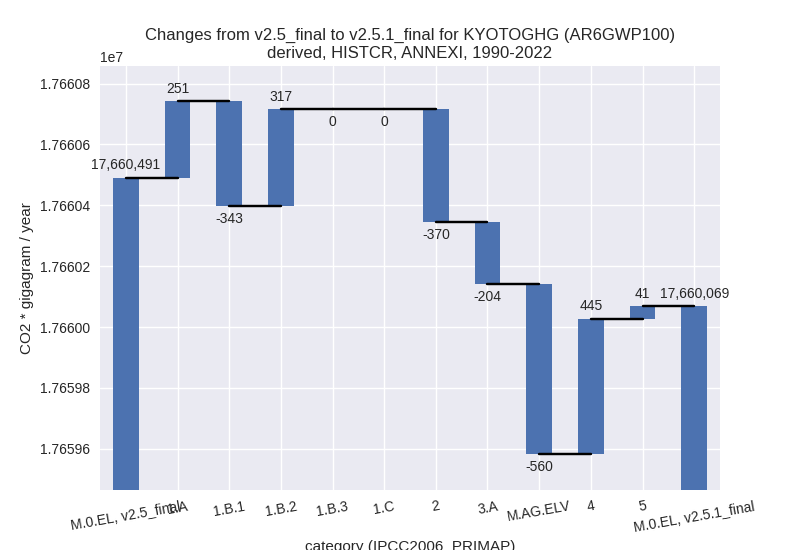 Changes from v2.5_final to v2.5.1_final for KYOTOGHG (AR6GWP100)
derived, HISTCR, ANNEXI, 1990-2022
1e7
1.76608
1.76606
1.76604
1.76602
1.76600
1.76598
1.76596
CO2 * gigagram / year
17,660,491
251
-343
317
0
0
-370
-204
-560
445
41
17,660,069
M.0.EL, v2.5_final
1.A
1.B.1
1.B.2
1.B.3
1.C
2
3.A
M.AG.ELV
4
5
M.0.EL, v2.5.1_final
category (IPCC2006_PRIMAP)